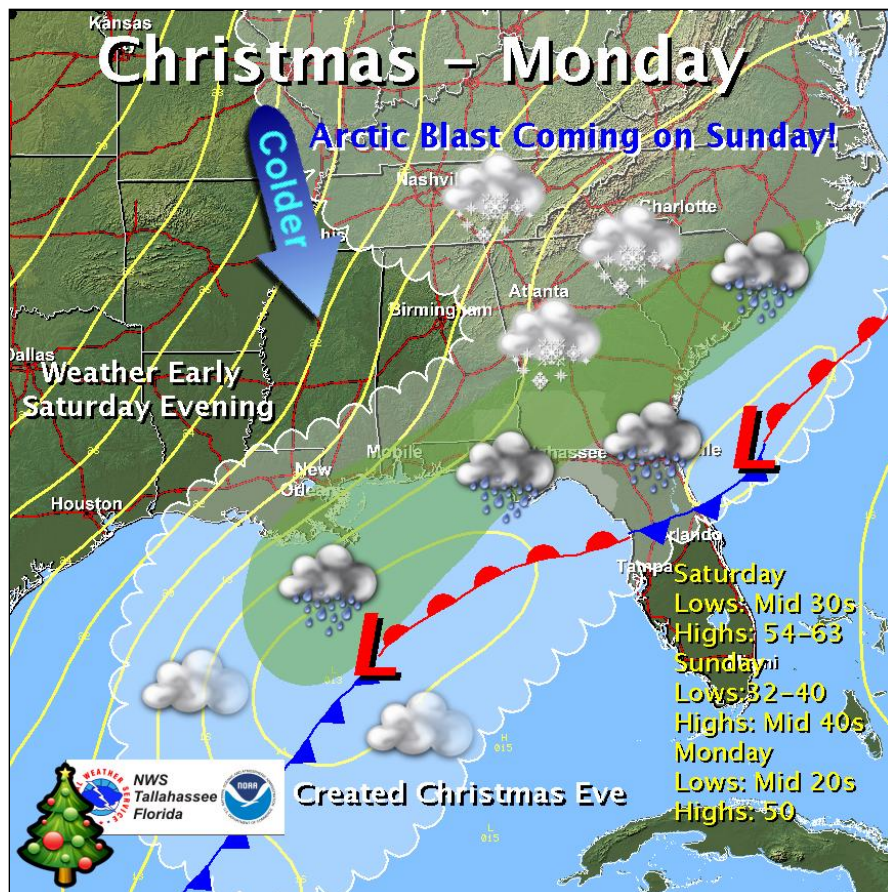 Kansas
Christmas - Monday
Arctic Blast Coming on Sunday!
Colder
Charlotte
Atlanta
Birmingham
Dallas
Weather Early
Saturday Evening
Mobile
New
Houston
Tampa
Saturday
Lows: Mid 30s
Highs: 54-63
Sunday
Lows:32-40
Highs: Mid 40s
Monday
Lows: Mid 20s
Highs: 50
H
015
L
015
NWS
Tallahassee
Florida
NOAA
Created Christmas Eve